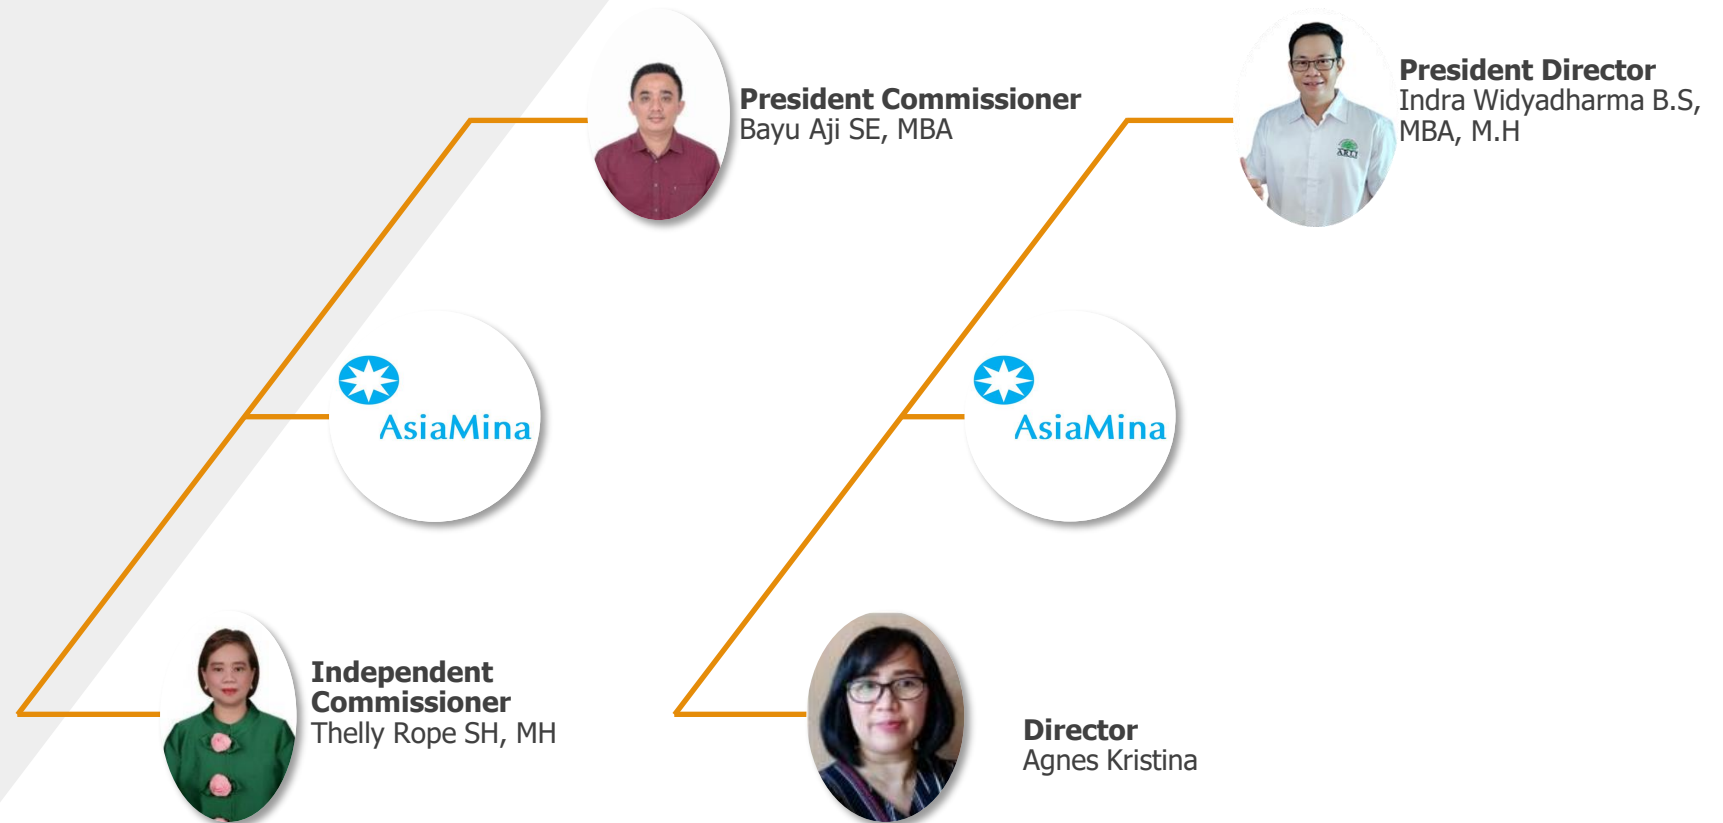 President Commissioner
Bayu Aji SE, MBA
President Director
Indra Widyadharma B.S,
MBA, M.H
ARLI
AsiaMina
AsiaMina
Independent
Commissioner
Thelly Rope SH, MH
Director
Agnes Kristina